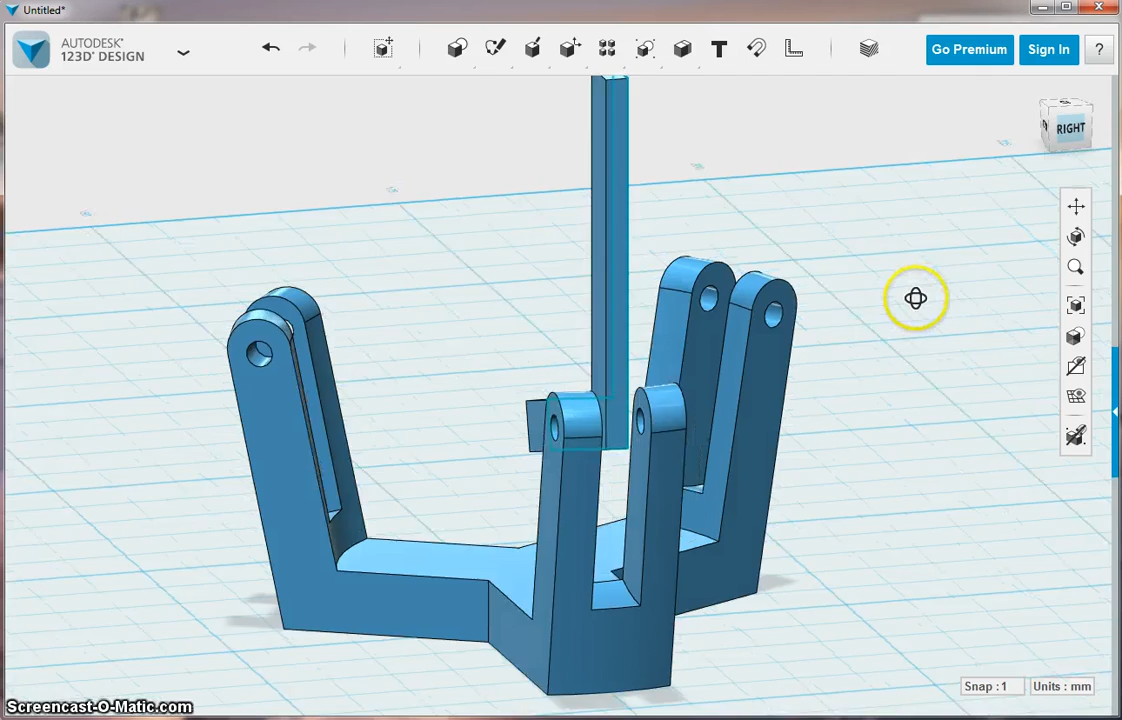 Untitled*
AUTODESK®
123D® DESIGN
T
Go Premium
Sign In
?
RIGHT
Snap : 1
Units : mm
Screencast-O-Matic.com